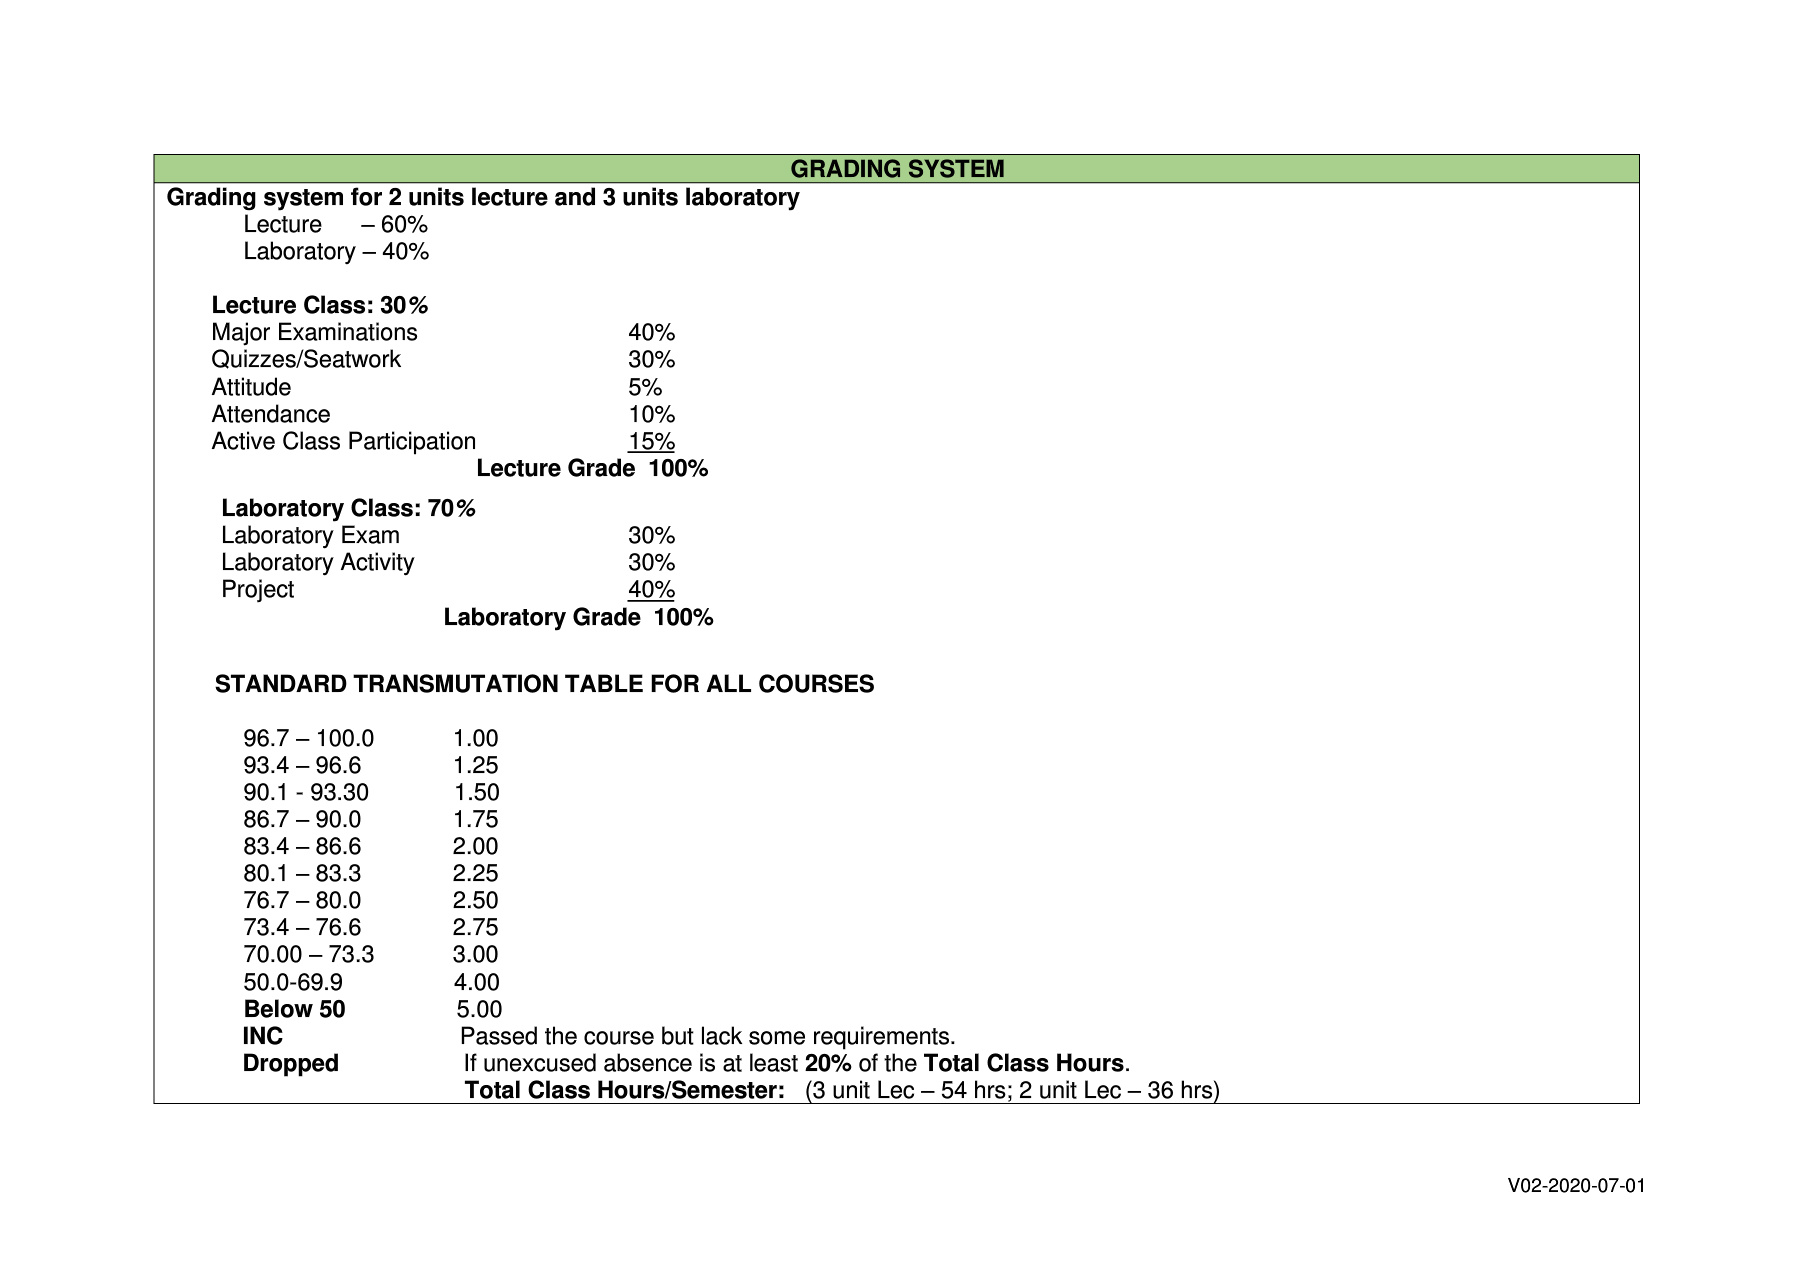 GRADING SYSTEM
Grading system for 2 units lecture and 3 units laboratory
Lecture – 60%
Laboratory – 40%
Lecture Class: 30%
Major Examinations 40%
Quizzes/Seatwork 30%
Attitude 5%
Attendance 10%
Active Class Participation 15%
Lecture Grade 100%
Laboratory Class: 70%
Laboratory Exam 30%
Laboratory Activity 30%
Project 40%
Laboratory Grade 100%
STANDARD TRANSMUTATION TABLE FOR ALL COURSES
96.7 – 100.0 1.00
93.4 – 96.6 1.25
90.1 - 93.30 1.50
86.7 – 90.0 1.75
83.4 – 86.6 2.00
80.1 – 83.3 2.25
76.7 – 80.0 2.50
73.4 – 76.6 2.75
70.00 – 73.3 3.00
50.0-69.9 4.00
Below 50 5.00
INC Passed the course but lack some requirements.
Dropped If unexcused absence is at least 20% of the Total Class Hours.
Total Class Hours/Semester: (3 unit Lec – 54 hrs; 2 unit Lec – 36 hrs)
V02-2020-07-01